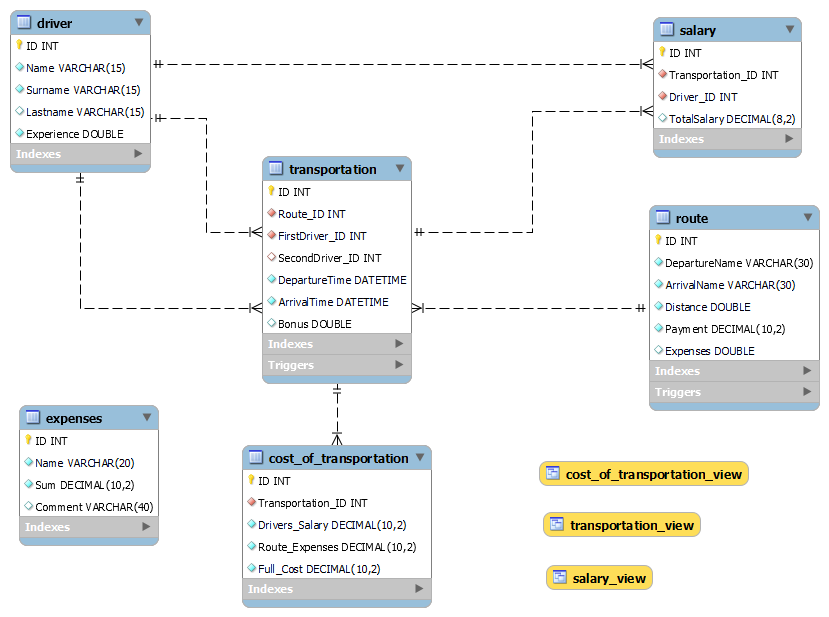 driver
ID INT
Name VARCHAR(15)
Surname VARCHAR(15)
Lastname VARCHAR(15)
Experience DOUBLE
Indexes
salary
ID INT
Transportation_ID INT
Driver_ID INT
TotalSalary DECIMAL(8,2)
Indexes
transportation
ID INT
Route_ID INT
FirstDriver_ID INT
SecondDriver_ID INT
DepartureTime DATETIME
ArrivalTime DATETIME
Bonus DOUBLE
Indexes
Triggers
route
ID INT
DepartureName VARCHAR(30)
ArrivalName VARCHAR(30)
Distance DOUBLE
Payment DECIMAL(10,2)
Expenses DOUBLE
Indexes
Triggers
expenses
ID INT
Name VARCHAR(20)
Sum DECIMAL(10,2)
Comment VARCHAR(40)
Indexes
cost_of_transportation
ID INT
Transportation_ID INT
Drivers_Salary DECIMAL(10,2)
Route_Expenses DECIMAL(10,2)
Full_Cost DECIMAL(10,2)
Indexes
cost_of_transportation_view
transportation_view
salary_view